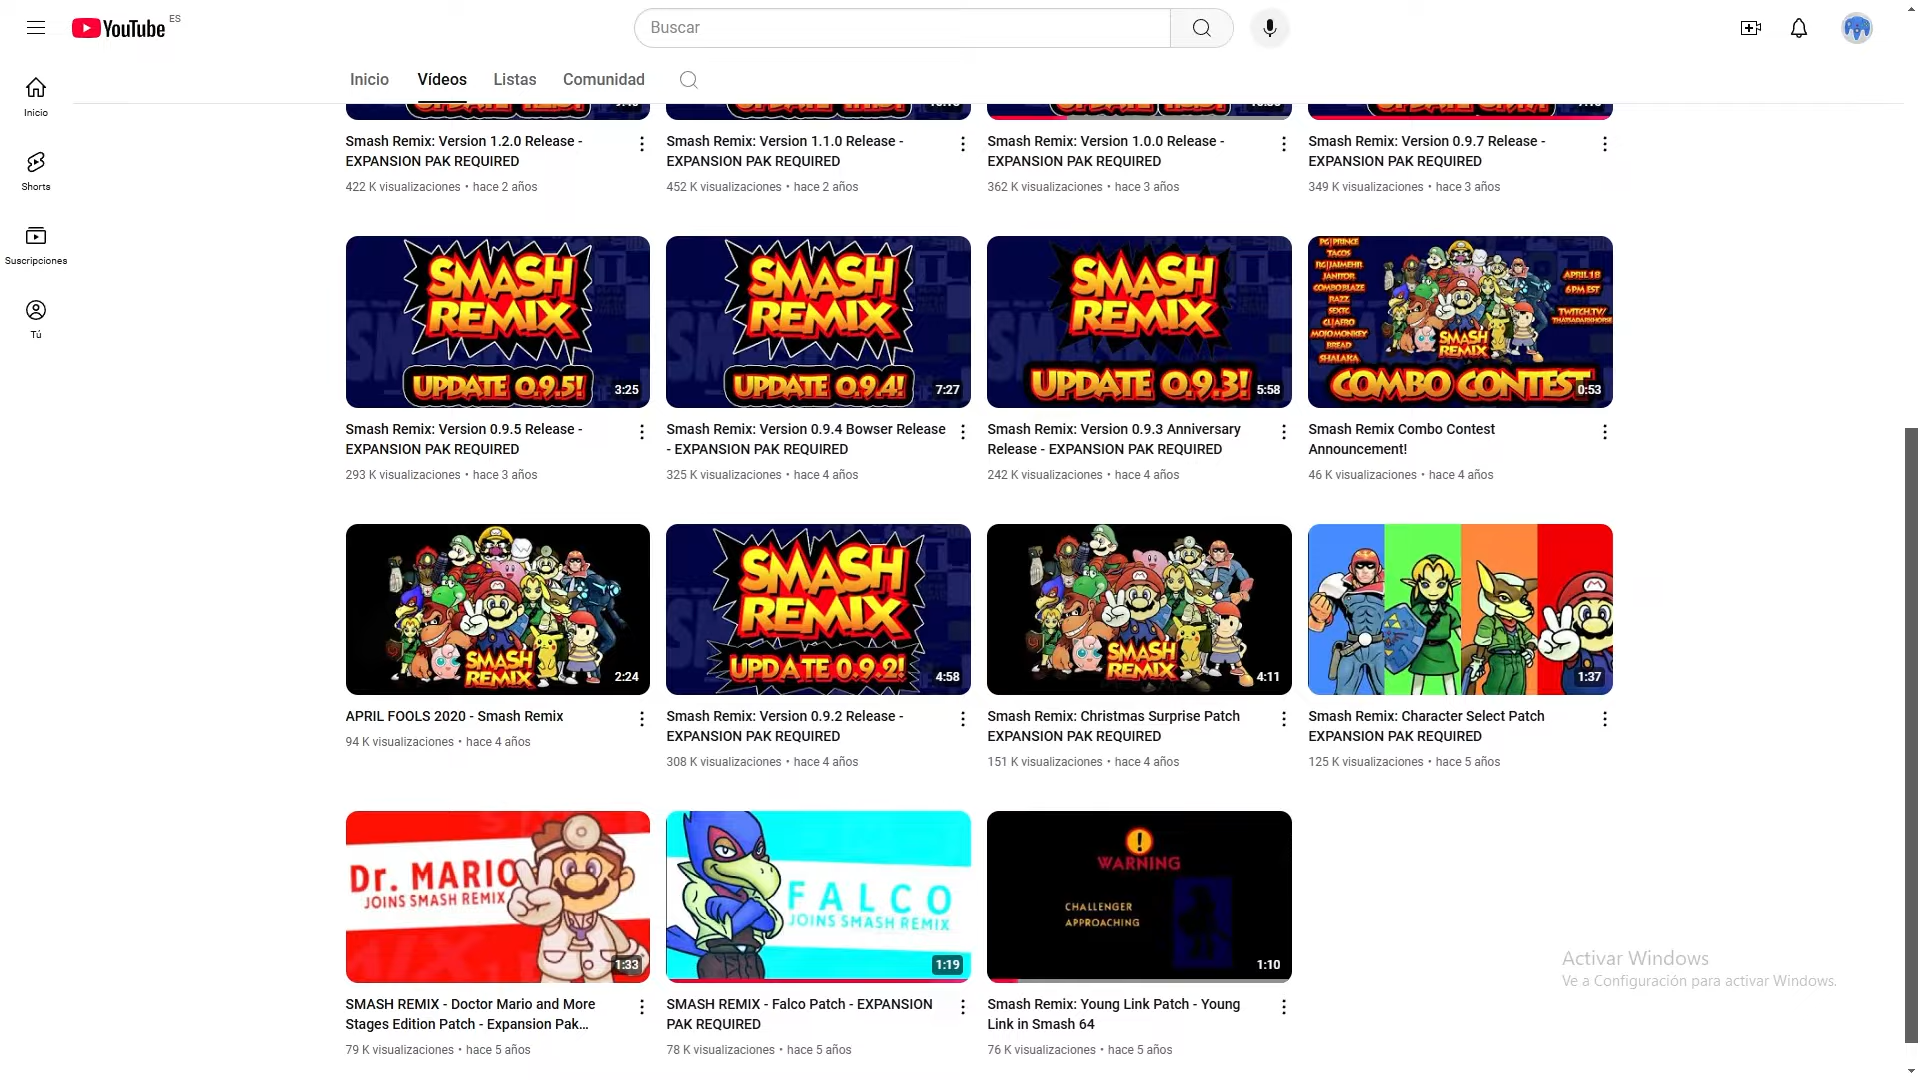 YouTube ES
Buscar
Inicio
Vídeos
Listas
Comunidad
Inicio
Shorts
Suscripciones
Tú
Smash Remix: Version 1.2.0 Release -
EXPANSION PAK REQUIRED
422 K visualizaciones • hace 2 años
Smash Remix: Version 1.1.0 Release -
EXPANSION PAK REQUIRED
452 K visualizaciones • hace 2 años
Smash Remix: Version 1.0.0 Release -
EXPANSION PAK REQUIRED
362 K visualizaciones • hace 3 años
Smash Remix: Version 0.9.7 Release -
EXPANSION PAK REQUIRED
349 K visualizaciones • hace 3 años
SMASH
REMIX
UPDATE 0.9.5!
3:25
Smash Remix: Version 0.9.5 Release -
EXPANSION PAK REQUIRED
293 K visualizaciones • hace 3 años
SMASH
REMIX
UPDATE 0.9.4!
7:27
Smash Remix: Version 0.9.4 Bowser Release
- EXPANSION PAK REQUIRED
325 K visualizaciones • hace 4 años
SMASH
REMIX
UPDATE 0.9.3!
5:58
Smash Remix: Version 0.9.3 Anniversary
Release - EXPANSION PAK REQUIRED
242 K visualizaciones • hace 4 años
PG|PRINCE
TACOS
JANITOR
COMBOBLAZE
RAZZ
MOTOMONKEY
BREAD
SHALAKA
APRIL 18
6PM EST
TWITCH.TV/
THATSADARKHORSE
SMASH
REMIX
COMBO CONTEST
0:53
Smash Remix Combo Contest
Announcement!
46 K visualizaciones • hace 4 años
SMASH
REMIX
2:24
APRIL FOOLS 2020 - Smash Remix
94 K visualizaciones • hace 4 años
SMASH
REMIX
UPDATE 0.9.2!
4:58
Smash Remix: Version 0.9.2 Release -
EXPANSION PAK REQUIRED
308 K visualizaciones • hace 4 años
SMASH
REMIX
4:11
Smash Remix: Christmas Surprise Patch
EXPANSION PAK REQUIRED
151 K visualizaciones • hace 4 años
1:37
Smash Remix: Character Select Patch
EXPANSION PAK REQUIRED
125 K visualizaciones • hace 5 años
Dr. MARIO
JOINS SMASH REMIX
1:33
SMASH REMIX - Doctor Mario and More
Stages Edition Patch - Expansion Pak...
79 K visualizaciones • hace 5 años
FALCO
JOINS SMASH REMIX
1:19
SMASH REMIX - Falco Patch - EXPANSION
PAK REQUIRED
78 K visualizaciones • hace 5 años
WARNING
CHALLENGER
APPROACHING
1:10
Smash Remix: Young Link Patch - Young
Link in Smash 64
76 K visualizaciones • hace 5 años
Activar Windows
Ve a Configuración para activar Windows.